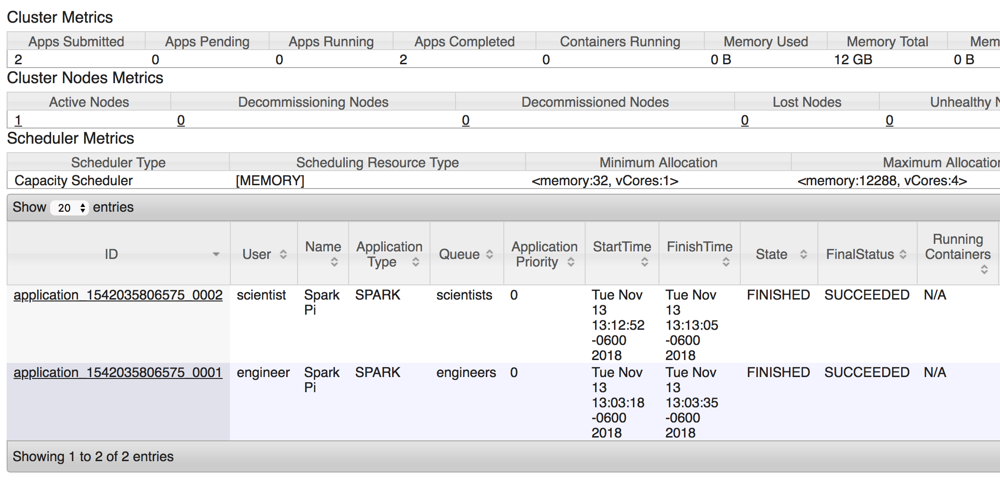 Cluster Metrics
Apps Submitted Apps Pending Apps Running Apps Completed Containers Running Memory Used Memory Total Mem
2 0 0 2 0 0 B 12 GB 0 B
Cluster Nodes Metrics
Active Nodes Decommissioning Nodes Decommissioned Nodes Lost Nodes Unhealthy N
1 0 0 0 0
Scheduler Metrics
Scheduler Type Scheduling Resource Type Minimum Allocation Maximum Allocation
Capacity Scheduler [MEMORY] <memory:32, vCores:1> <memory:12288, vCores:4>
Show 20 entries
ID User Name Application Type Queue Application Priority StartTime FinishTime State FinalStatus Running Containers
application_1542035806575_0002 scientist Spark Pi SPARK scientists 0 Tue Nov 13 13:12:52 -0600 2018 Tue Nov 13 13:13:05 -0600 2018 FINISHED SUCCEEDED N/A
application_1542035806575_0001 engineer Spark Pi SPARK engineers 0 Tue Nov 13 13:03:18 -0600 2018 Tue Nov 13 13:03:35 -0600 2018 FINISHED SUCCEEDED N/A
Showing 1 to 2 of 2 entries